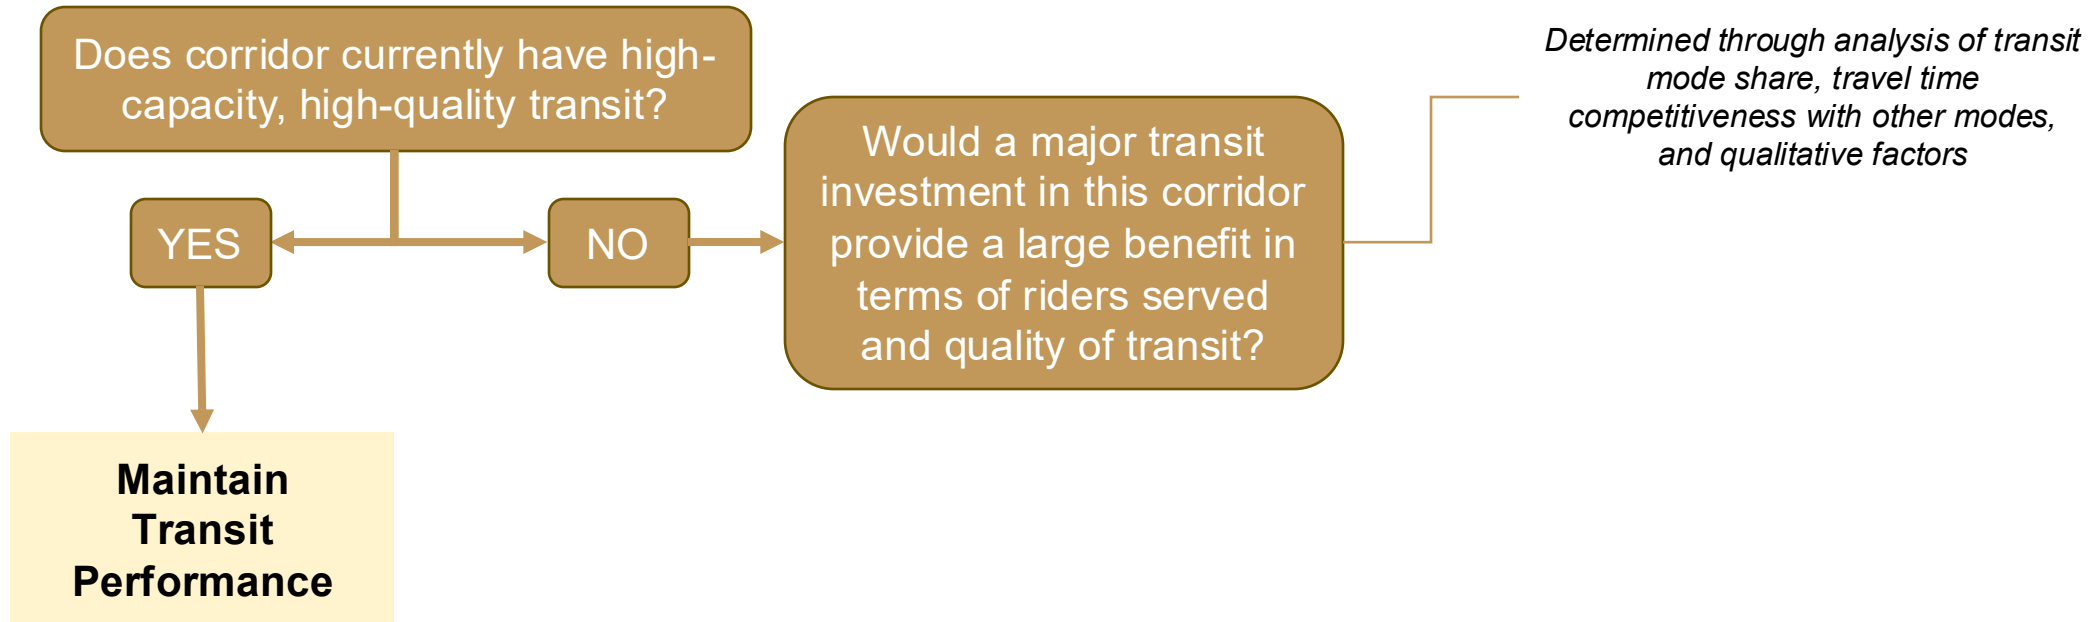 Does corridor currently have high-
capacity, high-quality transit?
YES
NO
Would a major transit
investment in this corridor
provide a large benefit in
terms of riders served
and quality of transit?
Determined through analysis of transit
mode share, travel time
competitiveness with other modes,
and qualitative factors
Maintain
Transit
Performance